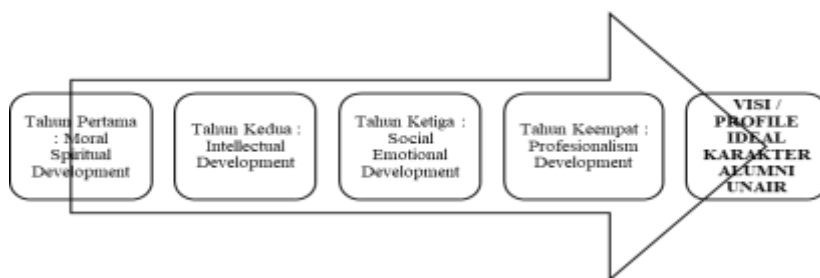 Tahun Pertama
: Moral
Spiritual
Development
Tahun Kedua :
Intellectual
Development
Tahun Ketiga :
Social
Emotional
Development
Tahun Keempat :
Profesionalism
Development
VISI /
PROFILE
IDEAL
KARAKTER
ALUMNI
UNAIR